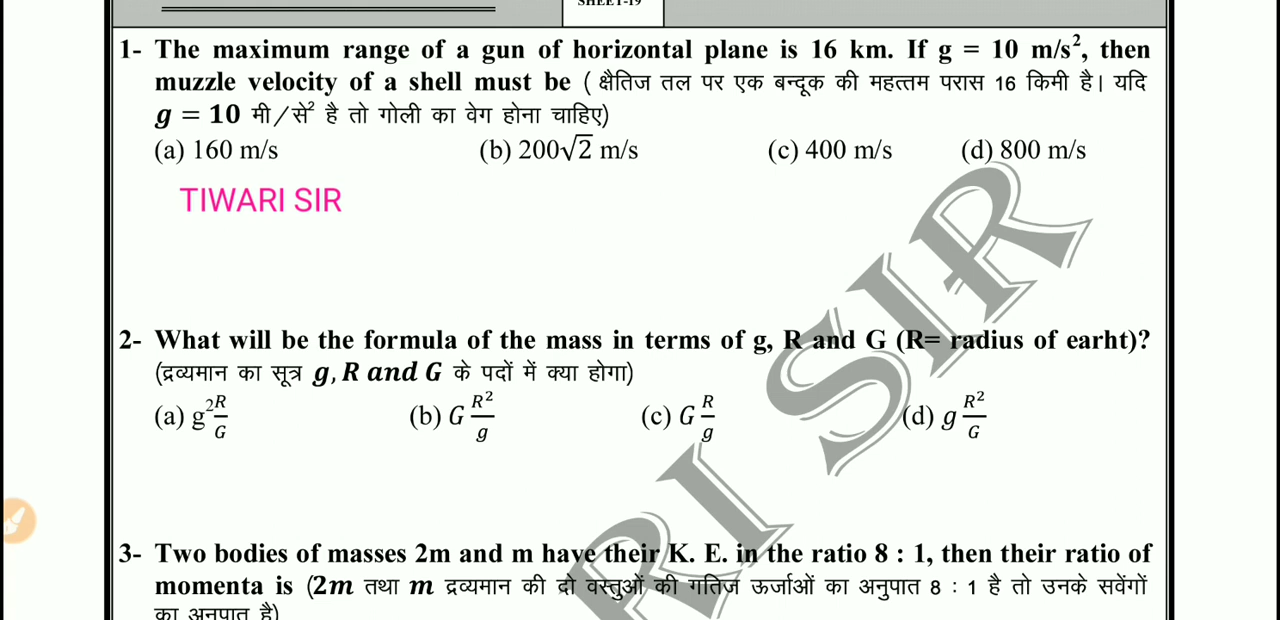 SHEET-19
1- The maximum range of a gun of horizontal plane is 16 km. If g = 10 m/s², then
muzzle velocity of a shell must be ( क्षैतिज तल पर एक बन्दूक की महत्तम परास 16 किमी है। यदि
g = 10 मी/से² है तो गोली का वेग होना चाहिए)
(a) 160 m/s (b) 200√2 m/s (c) 400 m/s (d) 800 m/s
TIWARI SIR
2- What will be the formula of the mass in terms of g, R and G (R= radius of earht)?
(द्रव्यमान का सूत्र g, R and G के पदों में क्या होगा)
(a) g² R/G (b) G R²/g (c) G R/g (d) g R²/G
3- Two bodies of masses 2m and m have their K. E. in the ratio 8 : 1, then their ratio of
momenta is (2m तथा m द्रव्यमान की दो वस्तुओं की गतिज ऊर्जाओं का अनुपात 8 : 1 है तो उनके सवेंगों
का अनुपात है)
RI SIR